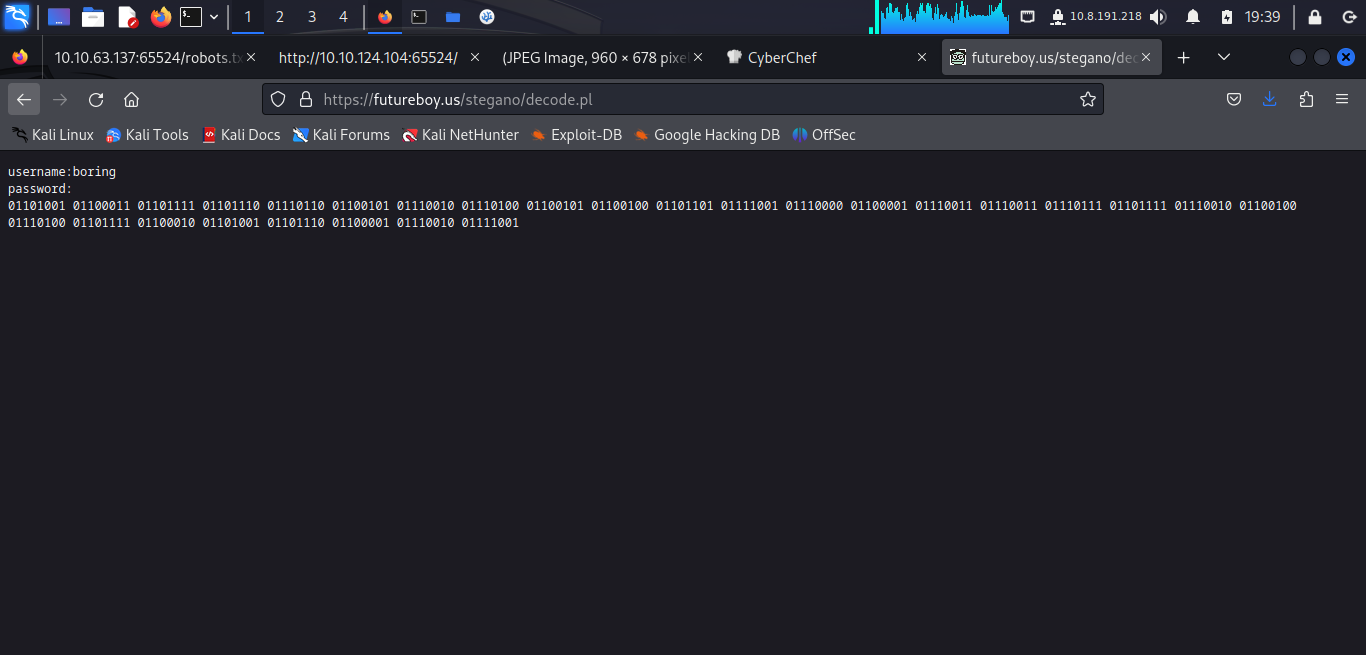 1 2 3 4 10.8.191.218 19:39
10.10.63.137:65524/robots.tx http://10.10.124.104:65524/ (JPEG Image, 960 × 678 pixel CyberChef futureboy.us/stegano/dec
https://futureboy.us/stegano/decode.pl
Kali Linux Kali Tools Kali Docs Kali Forums Kali NetHunter Exploit-DB Google Hacking DB OffSec
username:boring
password:
01101001 01100011 01101111 01101110 01110110 01100101 01110010 01110100 01100101 01100100 01101101 01111001 01110000 01100001 01110011 01110011 01110111 01101111 01110010 01100100
01110100 01101111 01100010 01101001 01101110 01100001 01110010 01111001